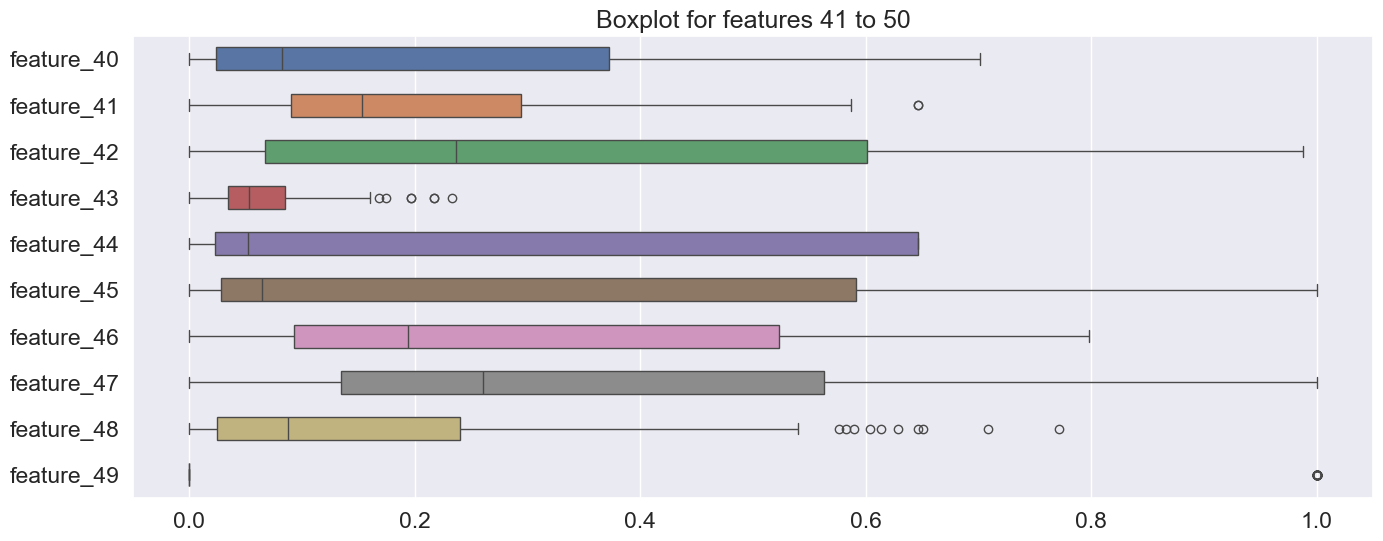 Boxplot for features 41 to 50
feature_40
feature_41
feature_42
feature_43
feature_44
feature_45
feature_46
feature_47
feature_48
feature_49
0.0 0.2 0.4 0.6 0.8 1.0